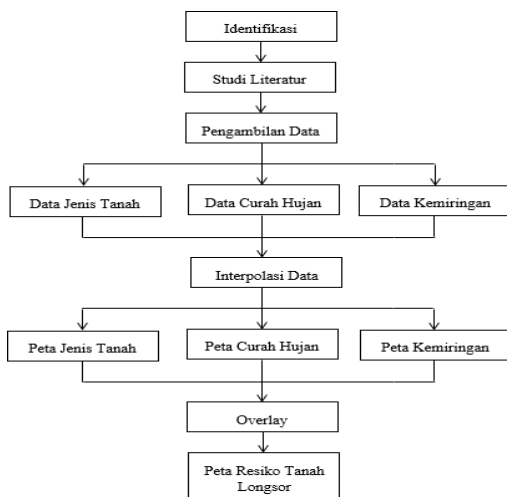 Identifikasi
Studi Literatur
Pengambilan Data
Data Jenis Tanah
Data Curah Hujan
Data Kemiringan
Interpolasi Data
Peta Jenis Tanah
Peta Curah Hujan
Peta Kemiringan
Overlay
Peta Resiko Tanah
Longsor